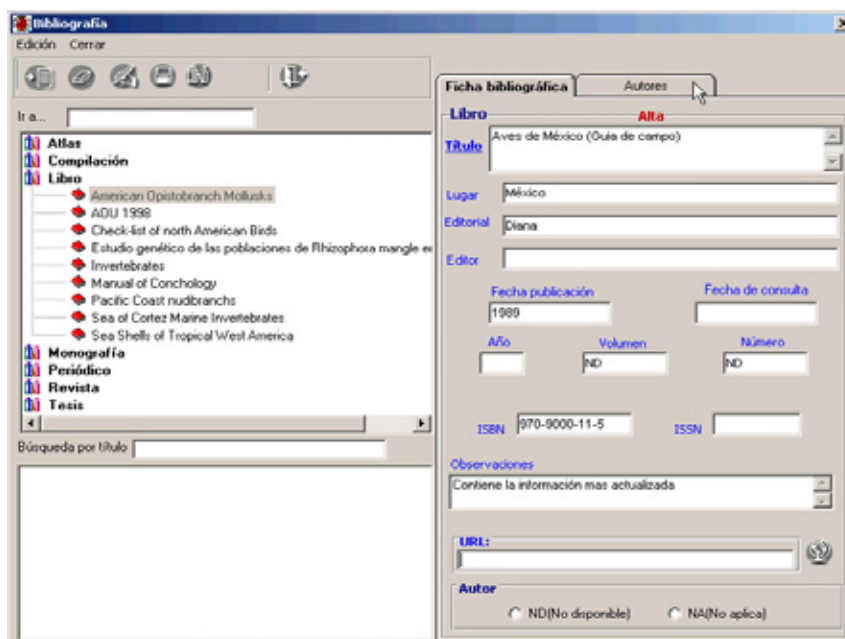 Bibliografía
Edición Cerrar
Ir a...
Atlas
Compilación
Libro
American Opistobranch Mollusks
AOU 1998
Check-list of north American Birds
Estudio genético de las poblaciones de Rhizophora mangle en
Invertebrates
Manual of Conchology
Pacific Coast nudibranchs
Sea of Cortez Marine Invertebrates
Sea Shells of Tropical West America
Monografía
Periódico
Revista
Tesis
Búsqueda por título
Ficha bibliográfica Autores
Libro Alta
Título Aves de México (Guia de campo)
Lugar México
Editorial Diana
Editor
Fecha publicación Fecha de consulta
1989
Año Volumen Número
ND ND
ISBN 970-9000-11-5 ISSN
Observaciones
Contiene la información mas actualizada
URL:
Autor
ND(No disponible) NA(No aplica)